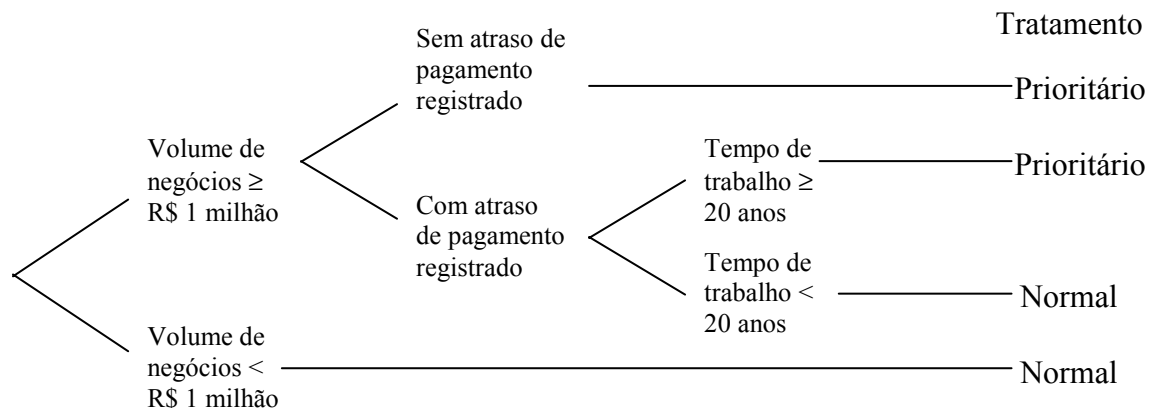 Tratamento
Sem atraso de
pagamento
registrado
Prioritário
Volume de
negócios ≥
R$ 1 milhão
Tempo de
trabalho ≥
20 anos
Prioritário
Com atraso
de pagamento
registrado
Tempo de
trabalho <
20 anos
Normal
Volume de
negócios <
R$ 1 milhão
Normal